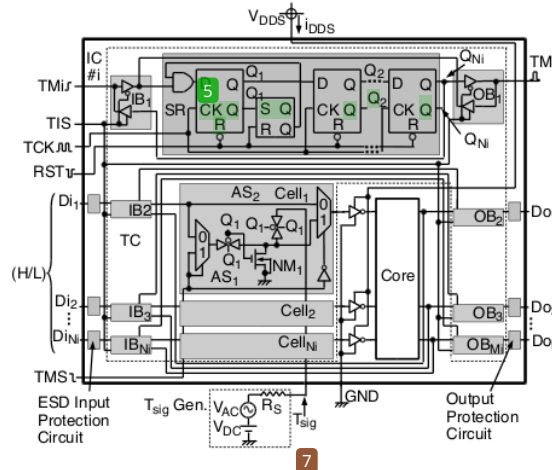 VDDS
iDDS
IC
#i
TMi
TIS
TCK
RST
IB1
5
D Q
CK Q
R
Q1
Q1
SR
S Q
R Q
D Q
CK Q
R
Q2
Q2
D Q
CK Q
R
QNi
QNi
OB1
TM
Di1
IB2
TC
AS2 Cell1
0
1
Q1
Q1
Q1
Q1
NM1
0
1
AS1
Core
OB2
Do
(H/L)
Di2
IB3
Cell2
OB3
Do
DiNi
IBNi
CellNi
OBMi
Do
TMS
GND
ESD Input
Protection
Circuit
Tsig Gen.
VAC
VDC
RS
Tsig
Output
Protection
Circuit
7